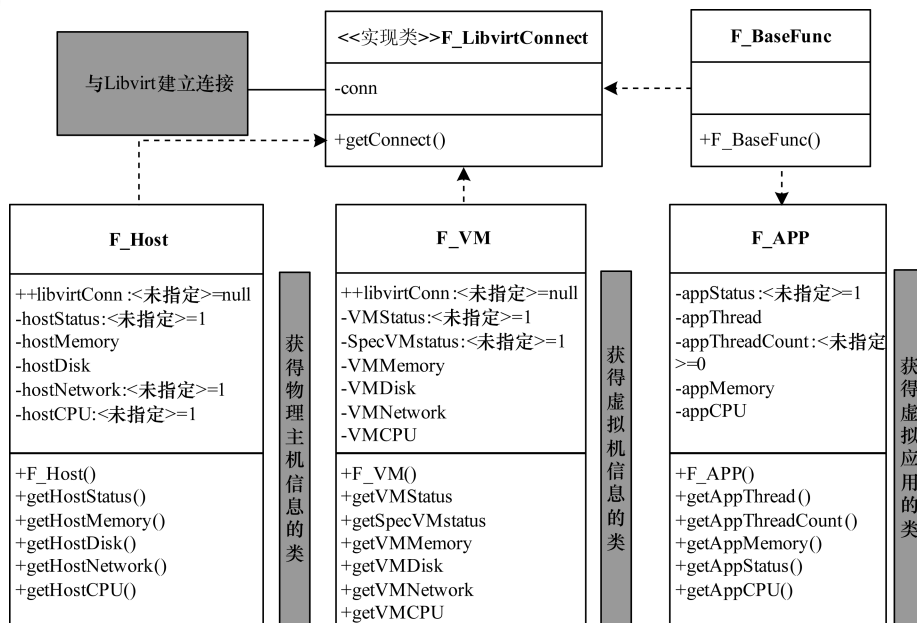 与Libvirt建立连接
<<实现类>>F_LibvirtConnect
-conn
+getConnect()
F_BaseFunc
+F_BaseFunc()
F_Host
++libvirtConn:<未指定>=null
-hostStatus:<未指定>=1
-hostMemory
-hostDisk
-hostNetwork:<未指定>=1
-hostCPU:<未指定>=1
+F_Host()
+getHostStatus()
+getHostMemory()
+getHostDisk()
+getHostNetwork()
+getHostCPU()
获得物理主机信息的类
F_VM
++libvirtConn:<未指定>=null
-VMStatus:<未指定>=1
-SpecVMstatus:<未指定>=1
-VMMemory
-VMDisk
-VMNetwork
-VMCPU
+F_VM()
+getVMStatus
+getSpecVMstatus
+getVMMemory
+getVMDisk
+getVMNetwork
+getVMCPU
获得虚拟机信息的类
F_APP
-appStatus:<未指定>=1
-appThread
-appThreadCount:<未指定
>=0
-appMemory
-appCPU
+F_APP()
+getAppThread()
+getAppThreadCount()
+getAppMemory()
+getAppStatus()
+getAppCPU()
获得虚拟应用的类